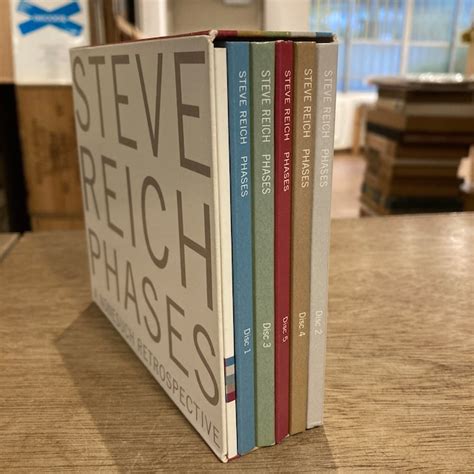 STEVE
REICH
PHASES
A NONESUCH RETROSPECTIVE
STEVE REICH PHASES Disc 1
STEVE REICH PHASES Disc 3
STEVE REICH PHASES Disc 5
STEVE REICH PHASES Disc 4
STEVE REICH PHASES Disc 2